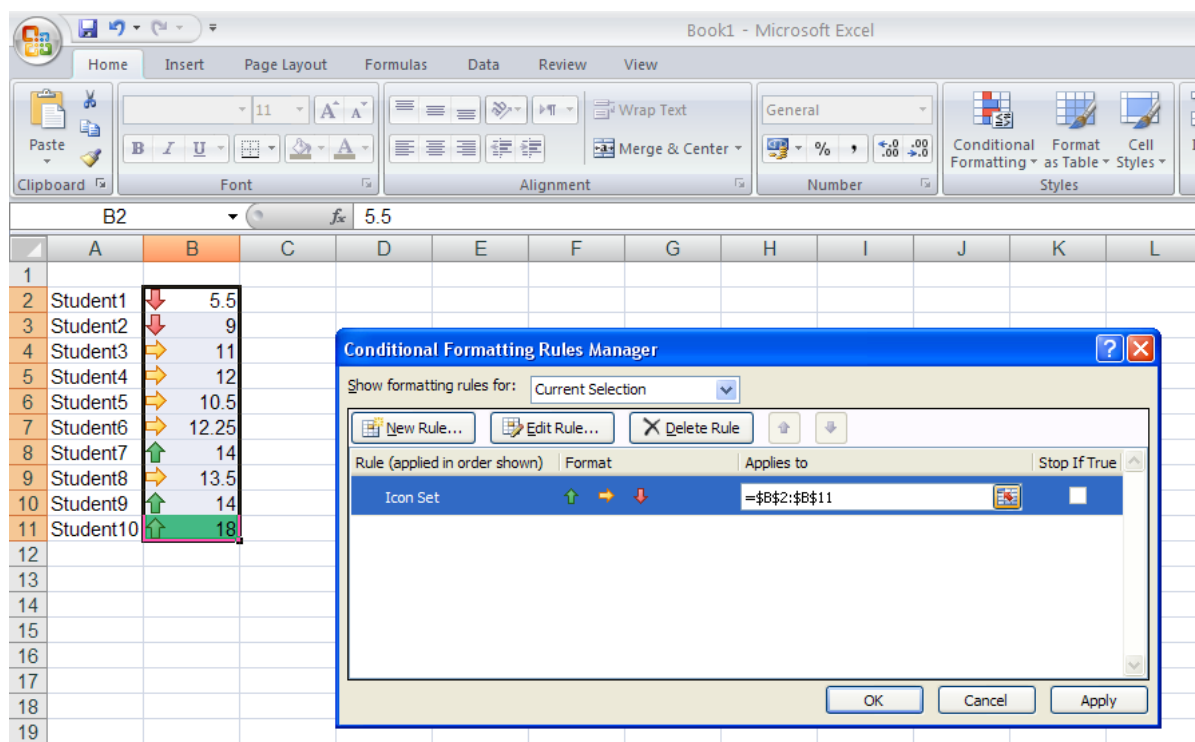 Book1 - Microsoft Excel
Home Insert Page Layout Formulas Data Review View
Paste
11 A A
B I U A
Wrap Text
Merge & Center
General
% , .0 .00 .00 .0
Conditional Formatting
Format as Table
Cell Styles
Clipboard Font Alignment Number Styles
B2 fx 5.5
A B C D E F G H I J K L
1
2 Student1 5.5
3 Student2 9
4 Student3 11
5 Student4 12
6 Student5 10.5
7 Student6 12.25
8 Student7 14
9 Student8 13.5
10 Student9 14
11 Student10 18
12
13
14
15
16
17
18
19
Conditional Formatting Rules Manager ?
Show formatting rules for: Current Selection
New Rule... Edit Rule... Delete Rule
Rule (applied in order shown) Format Applies to Stop If True
Icon Set =$B$2:$B$11
OK Cancel Apply